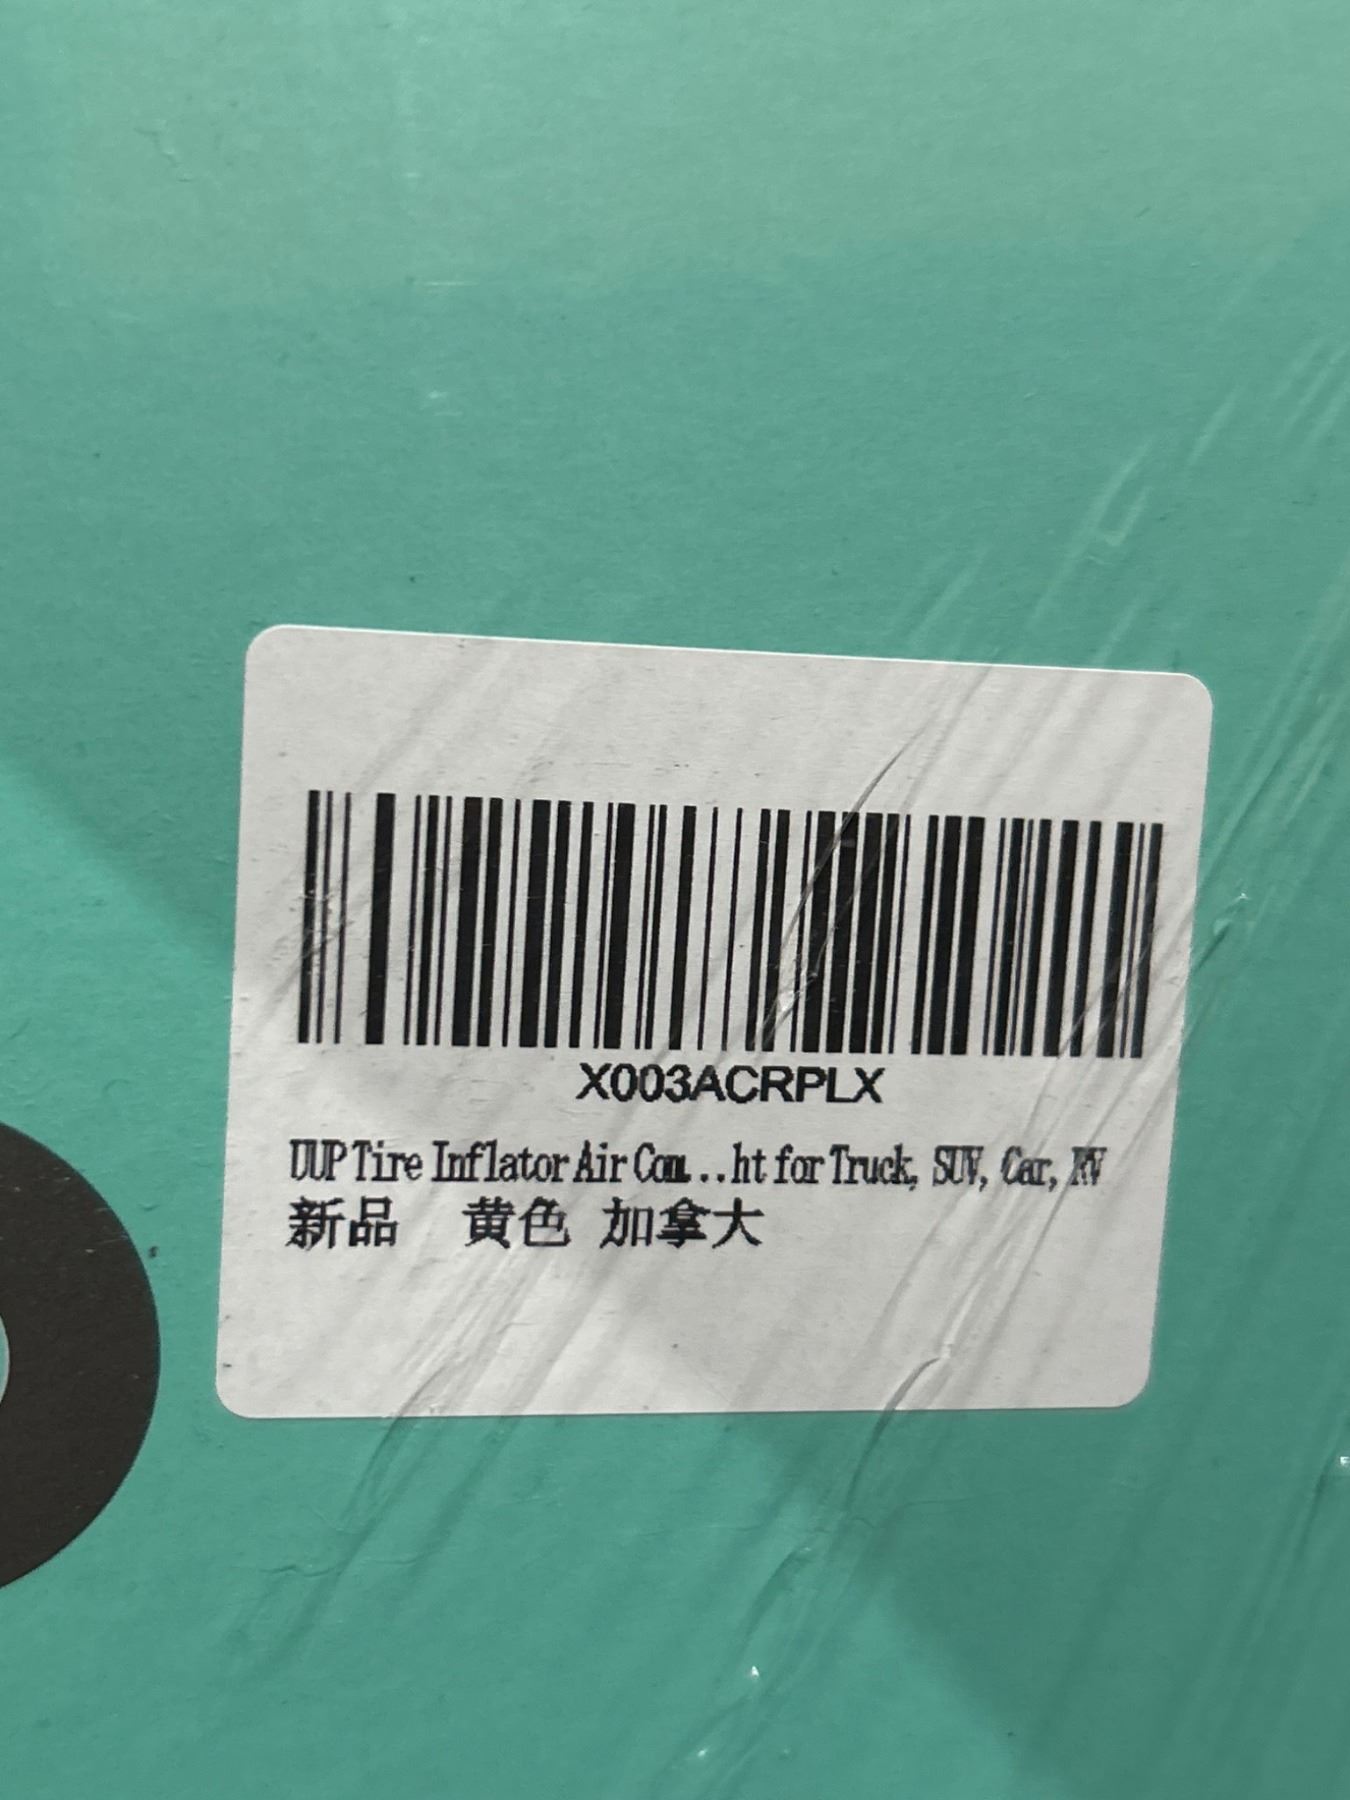 X003ACRPLX
UUP Tire Inflator Air Com...ht for Truck, SUV, Car, RV
新品 黄色 加拿大